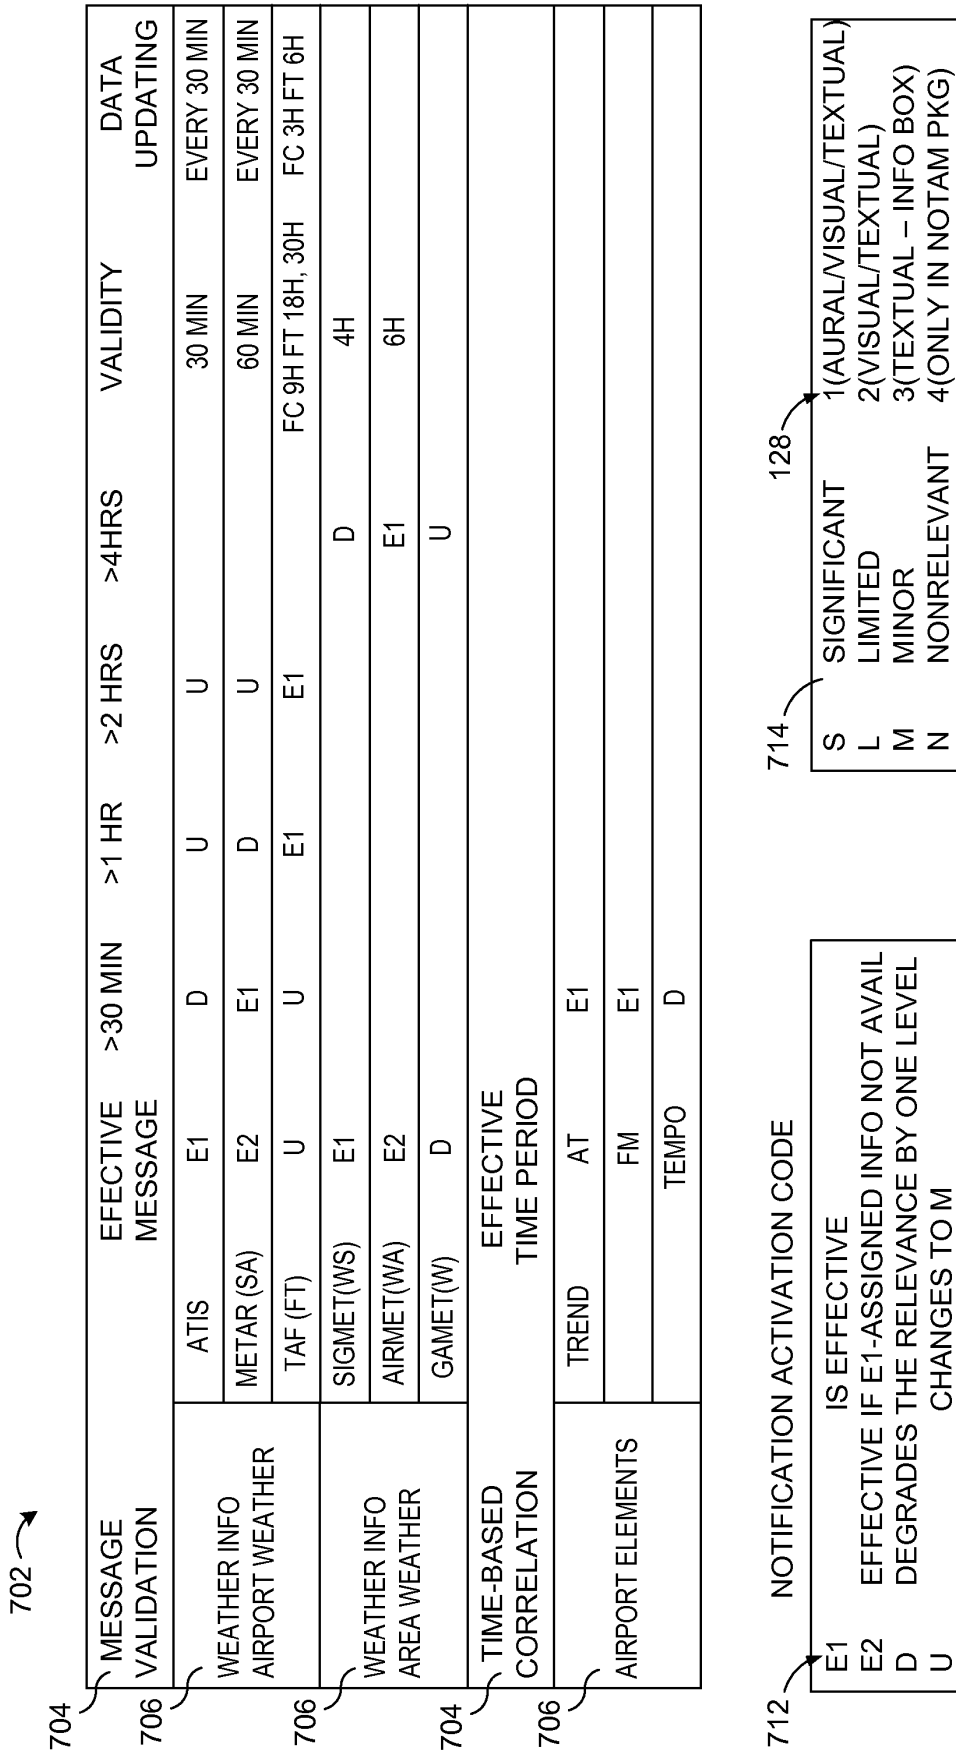 702
704
MESSAGE VALIDATION EFECTIVE MESSAGE >30 MIN >1 HR >2 HRS >4HRS VALIDITY DATA UPDATING
706
WEATHER INFO AIRPORT WEATHER
ATIS E1 D U U 30 MIN EVERY 30 MIN
METAR (SA) E2 E1 D U 60 MIN EVERY 30 MIN
TAF (FT) U U E1 E1 FC 9H FT 18H, 30H FC 3H FT 6H
706
WEATHER INFO AREA WEATHER
SIGMET(WS) E1 D 4H
AIRMET(WA) E2 E1 6H
GAMET(W) D U
704
TIME-BASED CORRELATION EFFECTIVE TIME PERIOD
706
AIRPORT ELEMENTS
TREND AT E1
FM E1
TEMPO D
712
NOTIFICATION ACTIVATION CODE
E1 IS EFFECTIVE
E2 EFFECTIVE IF E1-ASSIGNED INFO NOT AVAIL
D DEGRADES THE RELEVANCE BY ONE LEVEL
U CHANGES TO M
714
128
S SIGNIFICANT 1(AURAL/VISUAL/TEXTUAL)
L LIMITED 2(VISUAL/TEXTUAL)
M MINOR 3(TEXTUAL – INFO BOX)
N NONRELEVANT 4(ONLY IN NOTAM PKG)